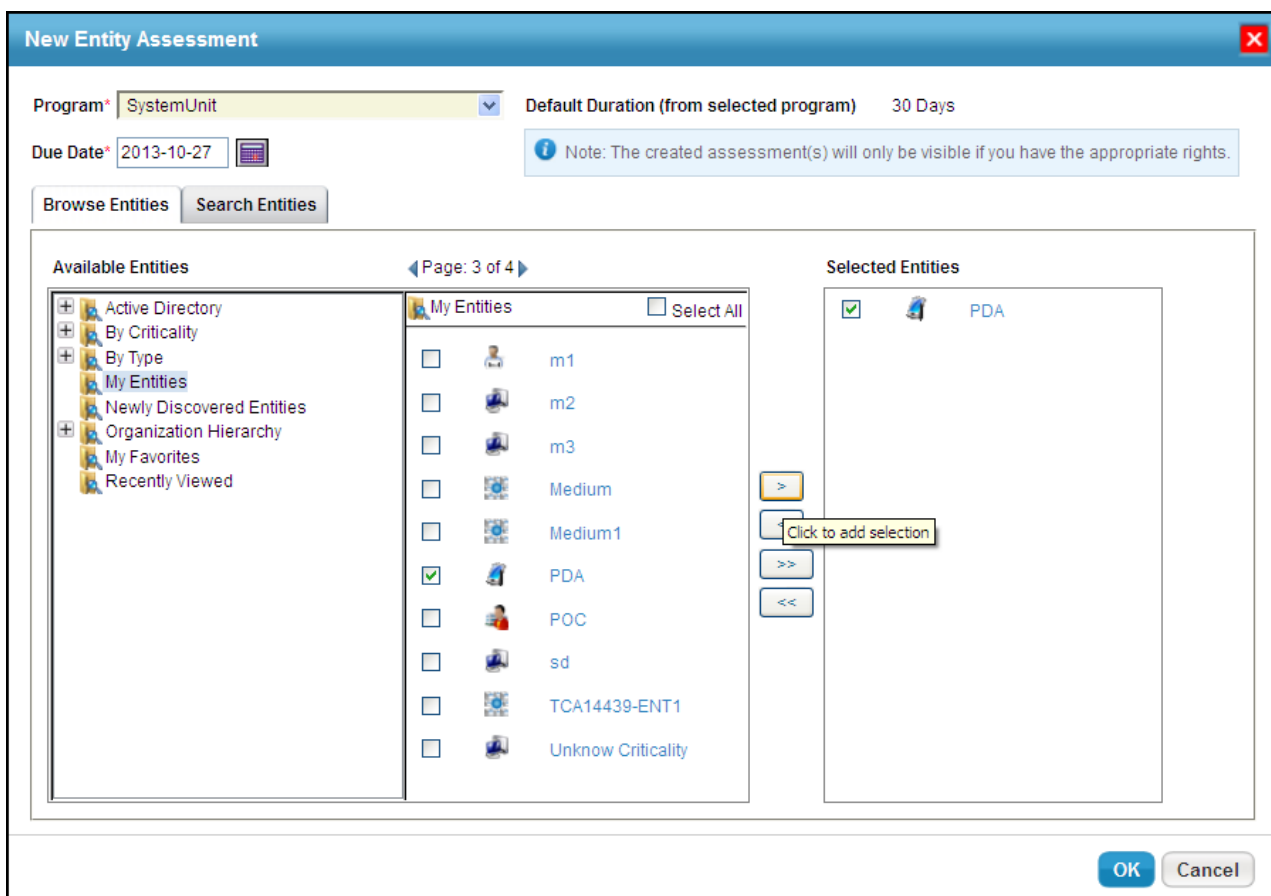 New Entity Assessment
Program* SystemUnit
Default Duration (from selected program) 30 Days
Due Date* 2013-10-27
Note: The created assessment(s) will only be visible if you have the appropriate rights.
Browse Entities
Search Entities
Available Entities
Page: 3 of 4
Selected Entities
Active Directory
By Criticality
By Type
My Entities
Newly Discovered Entities
Organization Hierarchy
My Favorites
Recently Viewed
My Entities
Select All
m1
m2
m3
Medium
Medium1
PDA
POC
sd
TCA14439-ENT1
Unknow Criticality
>
Click to add selection
>>
<<
PDA
OK
Cancel